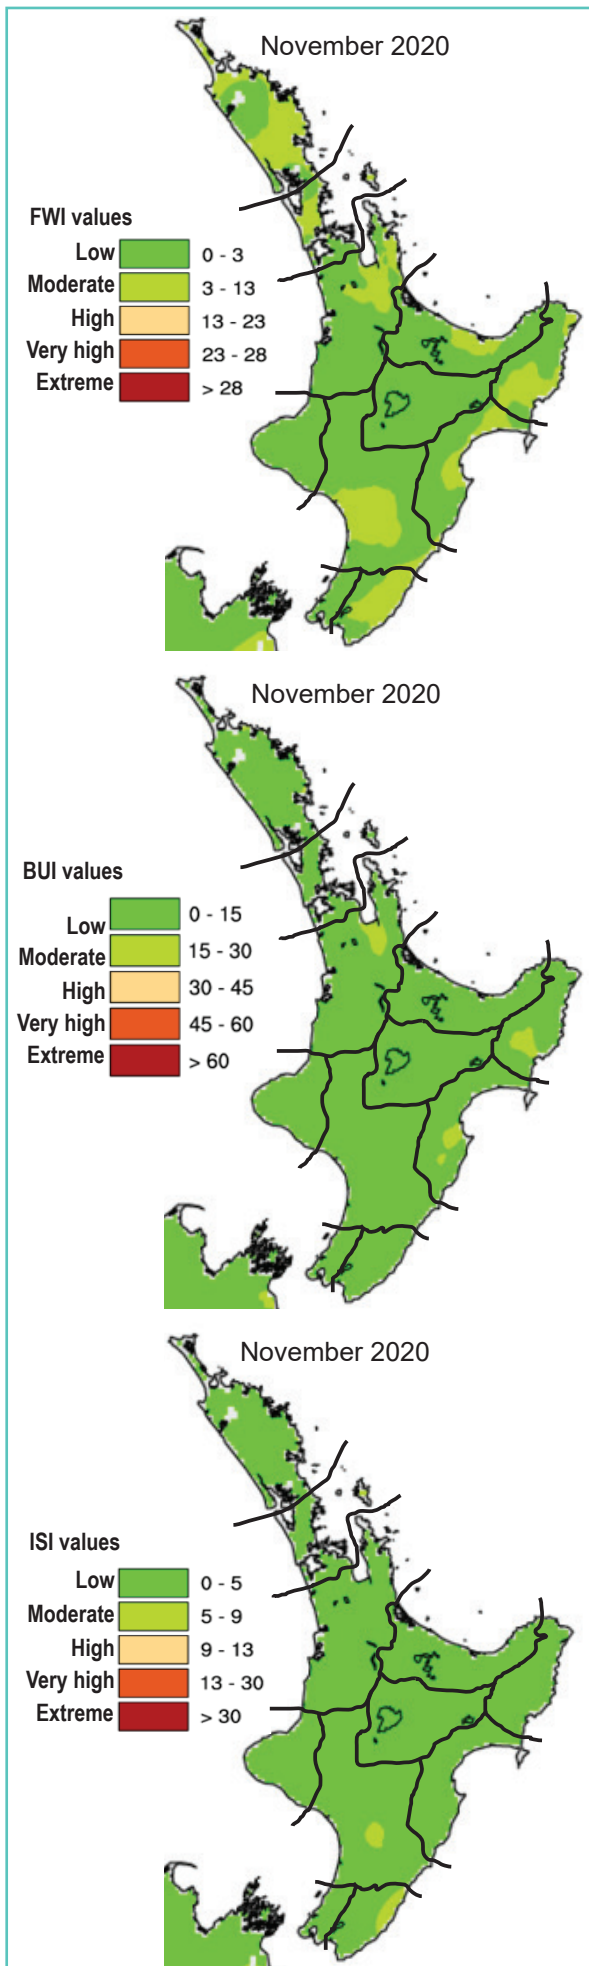 November 2020
FWI values
Low 0 - 3
Moderate 3 - 13
High 13 - 23
Very high 23 - 28
Extreme > 28
November 2020
BUI values
Low 0 - 15
Moderate 15 - 30
High 30 - 45
Very high 45 - 60
Extreme > 60
November 2020
ISI values
Low 0 - 5
Moderate 5 - 9
High 9 - 13
Very high 13 - 30
Extreme > 30